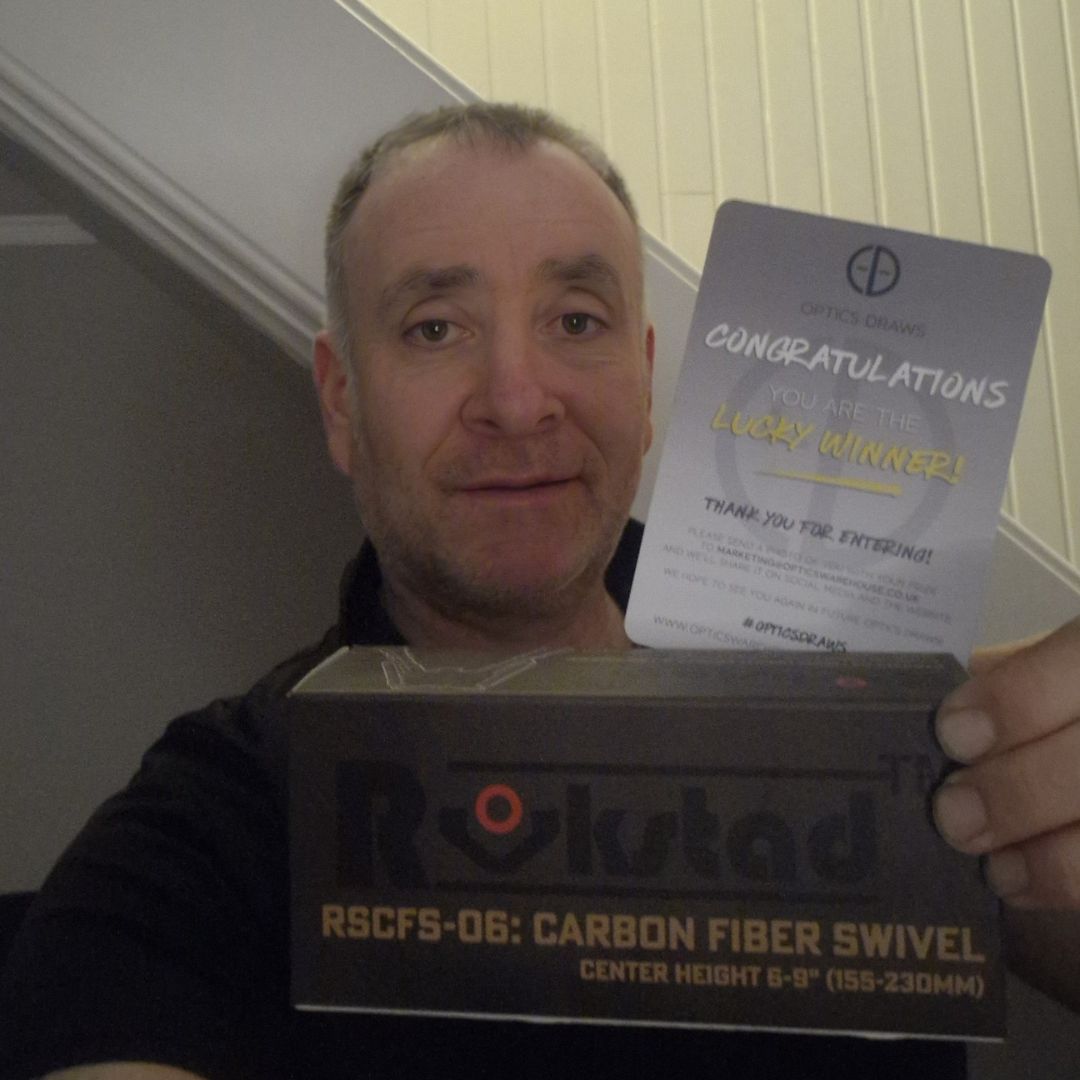 OPTICS DRAWS
CONGRATULATIONS
YOU ARE THE
LUCKY WINNER!
THANK YOU FOR ENTERING!
PLEASE SEND A PHOTO OF YOU WITH YOUR PRIZE
TO MARKETING@OPTICSWAREHOUSE.CO.UK
AND WE'LL SHARE IT ON SOCIAL MEDIA AND THE WEBSITE
WE HOPE TO SEE YOU AGAIN IN FUTURE OPTICS DRAWS!
#OPTICSDRAWS
WWW.OPTICSWAR
Rokstad
RSCFS-06: CARBON FIBER SWIVEL
CENTER HEIGHT 6-9" (155-230MM)